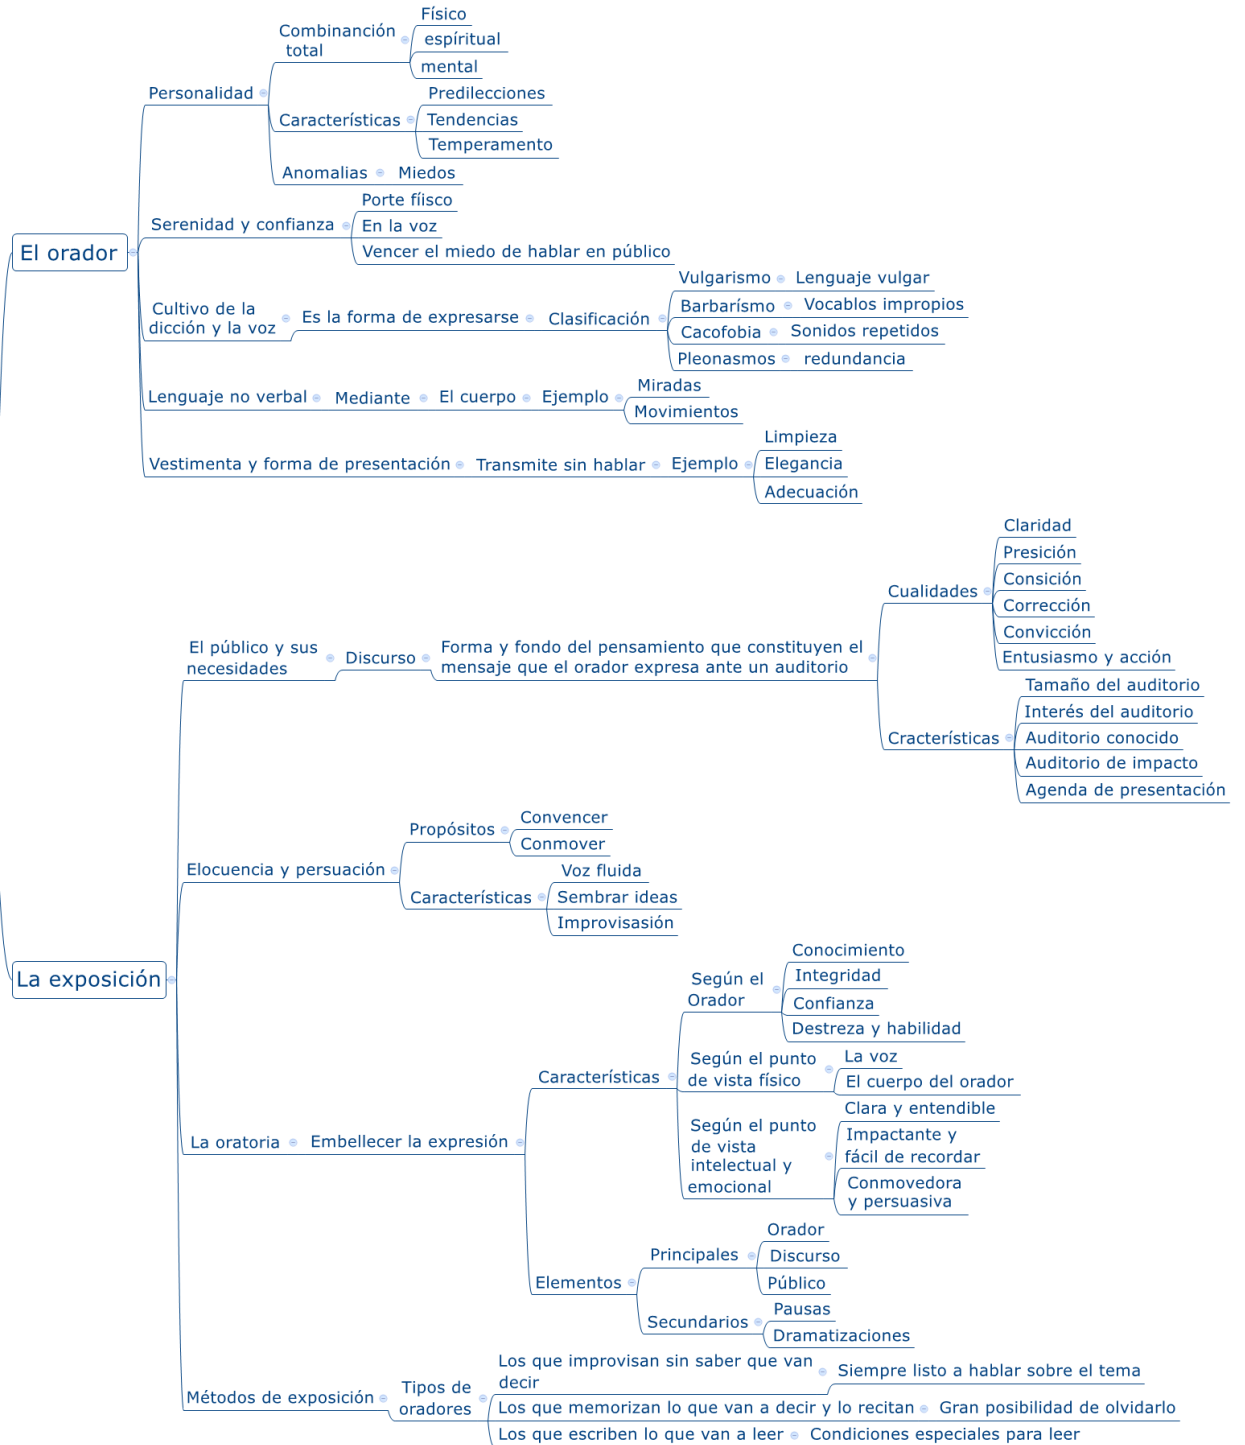 El orador
Personalidad
Combinanción
total
Físico
espíritual
mental
Características
Predilecciones
Tendencias
Temperamento
Anomalias
Miedos
Serenidad y confianza
Porte fíisco
En la voz
Vencer el miedo de hablar en público
Cultivo de la
dicción y la voz
Es la forma de expresarse
Clasificación
Vulgarismo
Lenguaje vulgar
Barbarísmo
Vocablos impropios
Cacofobia
Sonidos repetidos
Pleonasmos
redundancia
Lenguaje no verbal
Mediante
El cuerpo
Ejemplo
Miradas
Movimientos
Vestimenta y forma de presentación
Transmite sin hablar
Ejemplo
Limpieza
Elegancia
Adecuación
La exposición
El público y sus
necesidades
Discurso
Forma y fondo del pensamiento que constituyen el
mensaje que el orador expresa ante un auditorio
Cualidades
Claridad
Presición
Consición
Corrección
Convicción
Entusiasmo y acción
Cracterísticas
Tamaño del auditorio
Interés del auditorio
Auditorio conocido
Auditorio de impacto
Agenda de presentación
Elocuencia y persuación
Propósitos
Convencer
Conmover
Características
Voz fluida
Sembrar ideas
Improvisasión
La oratoria
Embellecer la expresión
Características
Según el
Orador
Conocimiento
Integridad
Confianza
Destreza y habilidad
Según el punto
de vista físico
La voz
El cuerpo del orador
Según el punto
de vista
intelectual y
emocional
Clara y entendible
Impactante y
fácil de recordar
Conmovedora
y persuasiva
Elementos
Principales
Orador
Discurso
Público
Secundarios
Pausas
Dramatizaciones
Métodos de exposición
Tipos de
oradores
Los que improvisan sin saber que van
decir
Siempre listo a hablar sobre el tema
Los que memorizan lo que van a decir y lo recitan
Gran posibilidad de olvidarlo
Los que escriben lo que van a leer
Condiciones especiales para leer